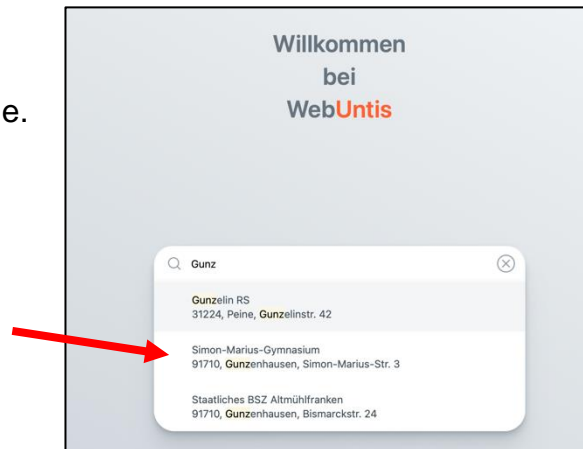 Willkommen
bei
WebUntis
e.
Gunz
Gunzelin RS
31224, Peine, Gunzelinstr. 42
Simon-Marius-Gymnasium
91710, Gunzenhausen, Simon-Marius-Str. 3
Staatliches BSZ Altmühlfranken
91710, Gunzenhausen, Bismarckstr. 24